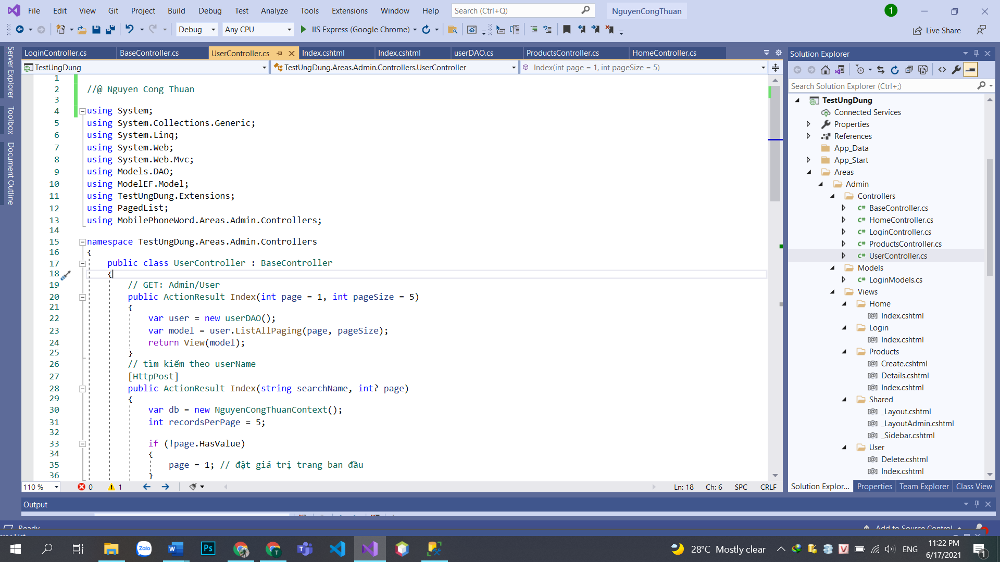 File Edit View Git Project Build Debug Test Analyze Tools Extensions Window Help Search (Ctrl+Q) NguyenCongThuan 1
Debug Any CPU IIS Express (Google Chrome) Live Share
LoginController.cs BaseController.cs UserController.cs Index.cshtml Index.cshtml userDAO.cs ProductsController.cs HomeController.cs
TestUngDung TestUngDung.Areas.Admin.Controllers.UserController Index(int page = 1, int pageSize = 5)
Server Explorer
Toolbox
Document Outline
1
2 //@ Nguyen Cong Thuan
3
4 using System;
5 using System.Collections.Generic;
6 using System.Linq;
7 using System.Web;
8 using System.Web.Mvc;
9 using Models.DAO;
10 using ModelEF.Model;
11 using TestUngDung.Extensions;
12 using PagedList;
13 using MobilePhoneWord.Areas.Admin.Controllers;
14
15 namespace TestUngDung.Areas.Admin.Controllers
16 {
17 public class UserController : BaseController
18 {
19 // GET: Admin/User
20 public ActionResult Index(int page = 1, int pageSize = 5)
21 {
22 var user = new userDAO();
23 var model = user.ListAllPaging(page, pageSize);
24 return View(model);
25 }
26 // tìm kiếm theo userName
27 [HttpPost]
28 public ActionResult Index(string searchName, int? page)
29 {
30 var db = new NguyenCongThuanContext();
31 int recordsPerPage = 5;
32
33 if (!page.HasValue)
34 {
35 page = 1; // đặt giá trị trang ban đầu
36 }
110 % 0 1 Ln: 18 Ch: 6 SPC CRLF
Solution Explorer
Search Solution Explorer (Ctrl+;)
TestUngDung
Connected Services
Properties
References
App_Data
App_Start
Areas
Admin
Controllers
C# BaseController.cs
C# HomeController.cs
C# LoginController.cs
C# ProductsController.cs
C# UserController.cs
Models
C# LoginModels.cs
Views
Home
[@] Index.cshtml
Login
[@] Index.cshtml
Products
[@] Create.cshtml
[@] Details.cshtml
[@] Index.cshtml
Shared
[@] _Layout.cshtml
[@] _LayoutAdmin.cshtml
[@] _Sidebar.cshtml
User
[@] Delete.cshtml
[@] Index.cshtml
Solution Explor... Properties Team Explorer Class View
Output
Ready Add to Source Control
Zalo W Ps T 28°C Mostly clear V ENG 11:22 PM
6/17/2021 1